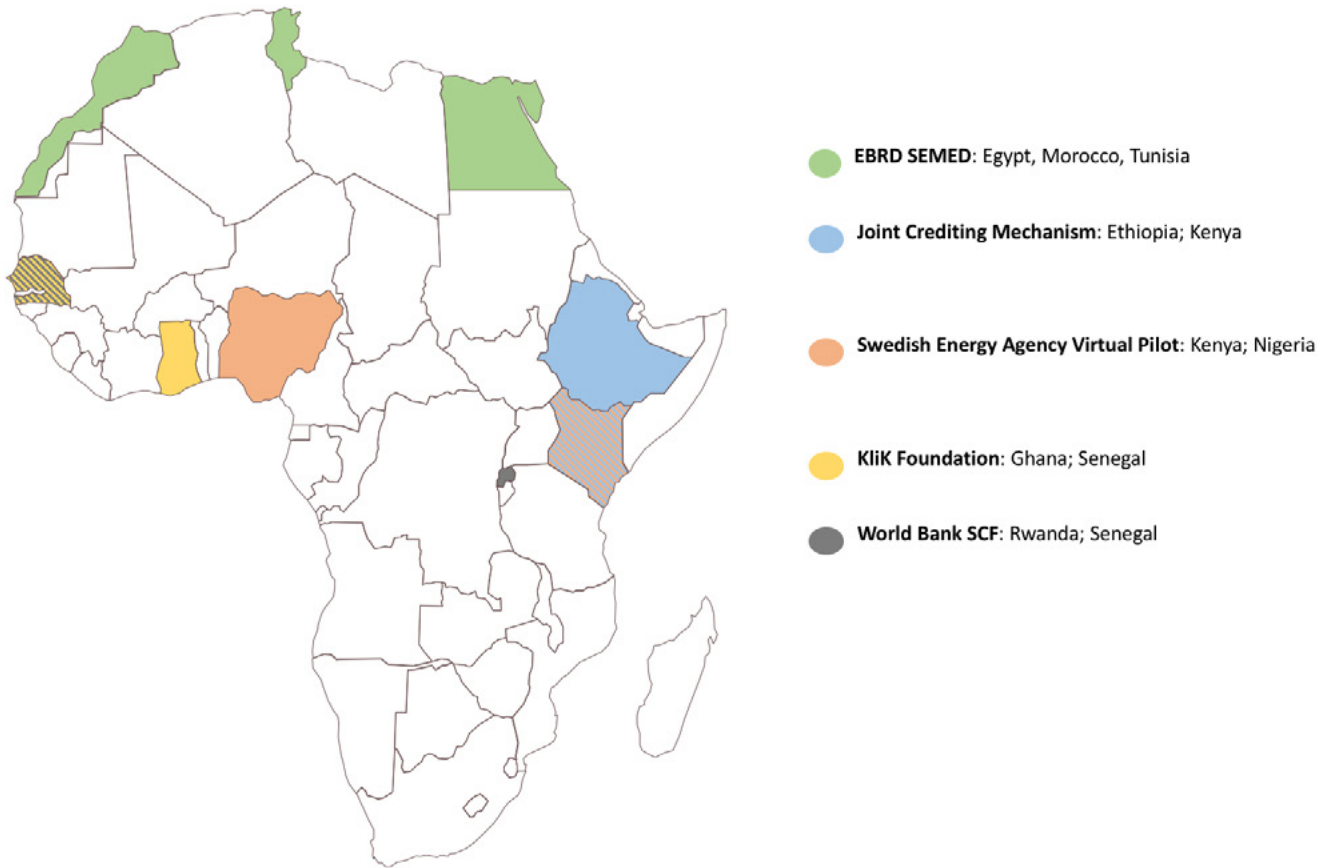 EBRD SEMED: Egypt, Morocco, Tunisia
Joint Crediting Mechanism: Ethiopia; Kenya
Swedish Energy Agency Virtual Pilot: Kenya; Nigeria
KliK Foundation: Ghana; Senegal
World Bank SCF: Rwanda; Senegal